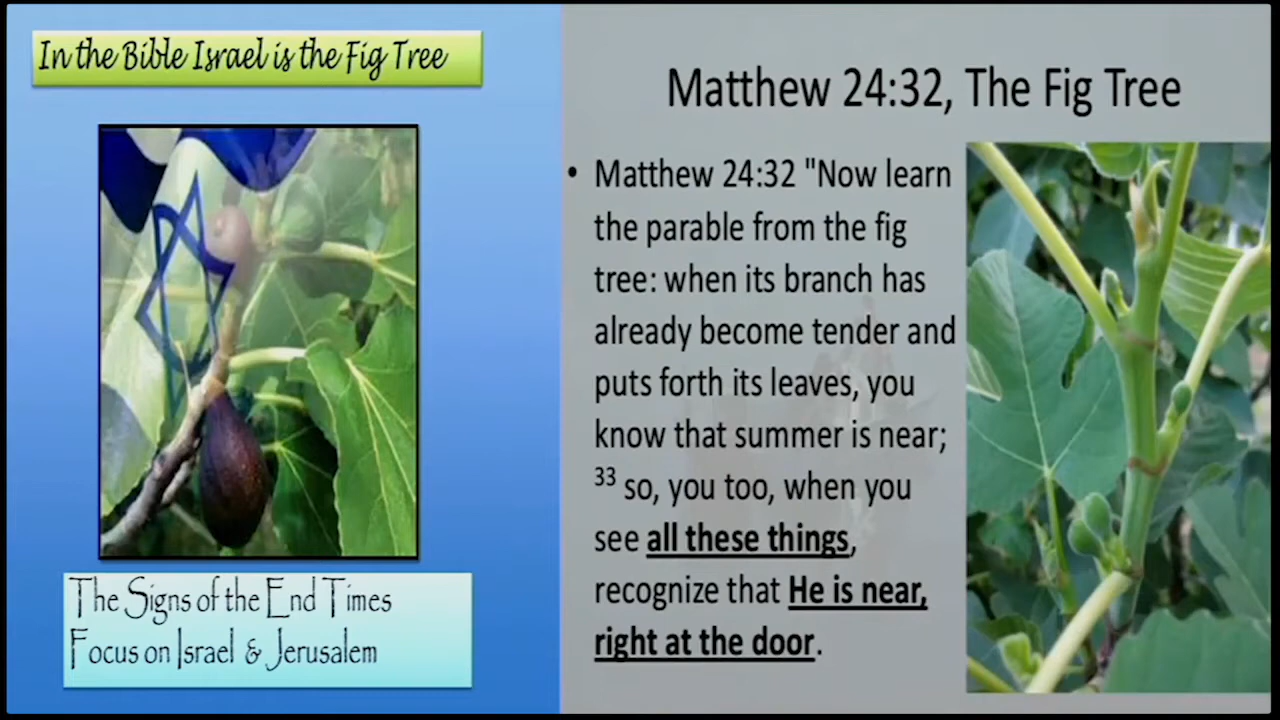 In the Bible Israel is the Fig Tree
The Signs of the End Times
Focus on Israel & Jerusalem
Matthew 24:32, The Fig Tree
• Matthew 24:32 "Now learn
the parable from the fig
tree: when its branch has
already become tender and
puts forth its leaves, you
know that summer is near;
33 so, you too, when you
see all these things,
recognize that He is near,
right at the door.